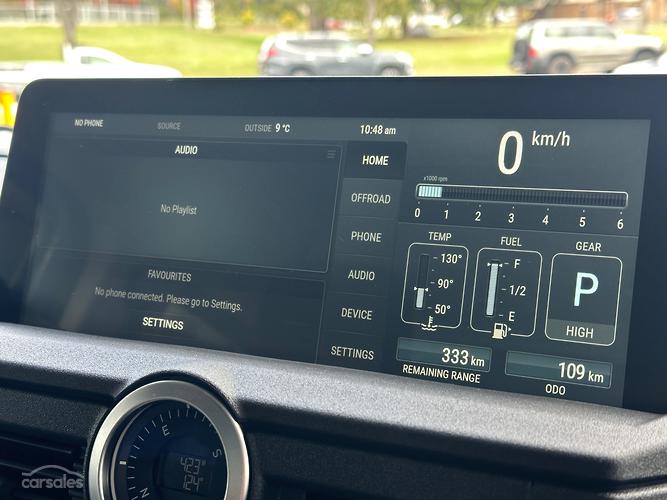 NO PHONE SOURCE OUTSIDE 9 °C 10:48 am
AUDIO
No Playlist
FAVOURITES
No phone connected. Please go to Settings.
SETTINGS
HOME
OFFROAD
PHONE
AUDIO
DEVICE
SETTINGS
0 km/h
x1000 rpm
0 1 2 3 4 5 6
TEMP
130°
90°
50°
FUEL
F
1/2
E
GEAR
P
HIGH
333 km
REMAINING RANGE
109 km
ODO
N E S
carsales